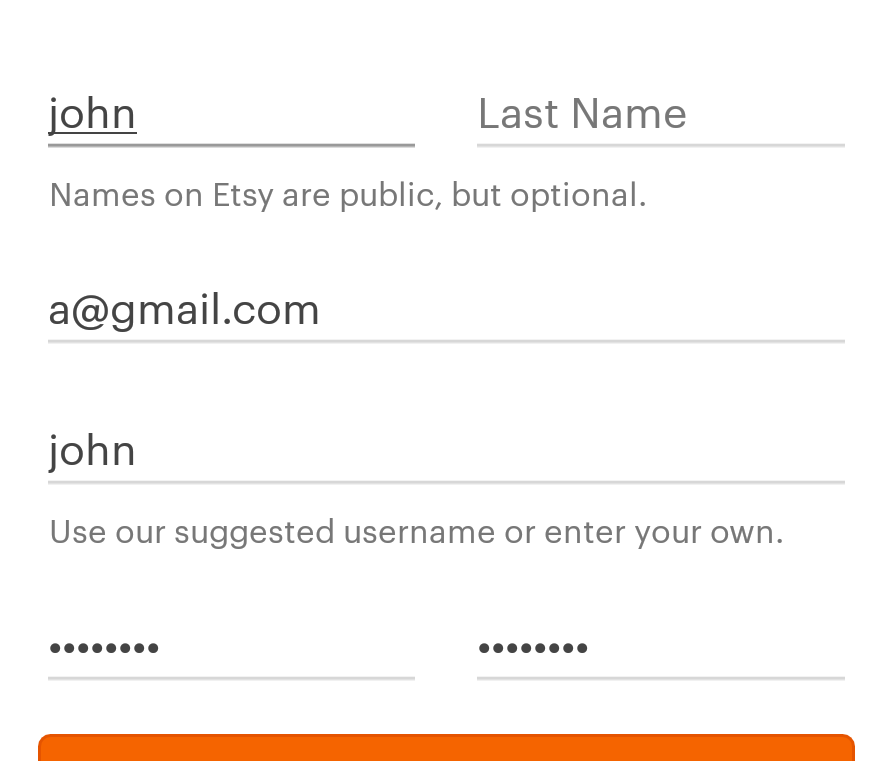 john Last Name
Names on Etsy are public, but optional.
a@gmail.com
john
Use our suggested username or enter your own.
•••••••• ••••••••